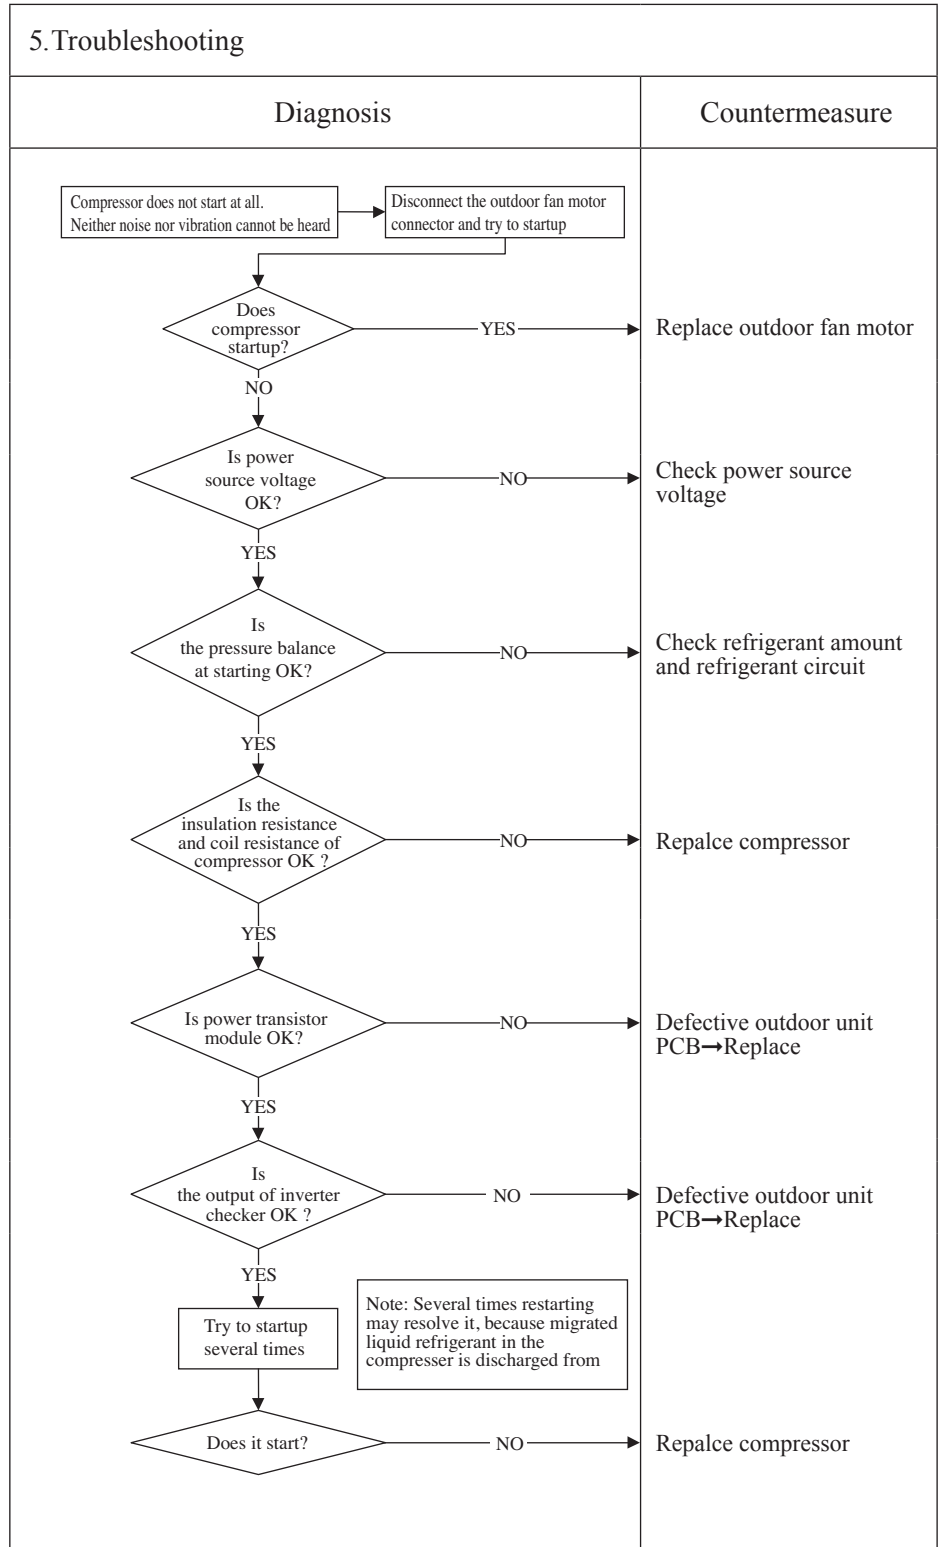 5.Troubleshooting
Diagnosis
Countermeasure
Compressor does not start at all.
Neither noise nor vibration cannot be heard
Disconnect the outdoor fan motor
connector and try to startup
Does
compressor
startup?
YES
Replace outdoor fan motor
NO
Is power
source voltage
OK?
NO
Check power source
voltage
YES
Is
the pressure balance
at starting OK?
NO
Check refrigerant amount
and refrigerant circuit
YES
Is the
insulation resistance
and coil resistance of
compressor OK ?
NO
Repalce compressor
YES
Is power transistor
module OK?
NO
Defective outdoor unit
PCB→Replace
YES
Is
the output of inverter
checker OK ?
NO
Defective outdoor unit
PCB→Replace
YES
Try to startup
several times
Note: Several times restarting
may resolve it, because migrated
liquid refrigerant in the
compresser is discharged from
Does it start?
NO
Repalce compressor